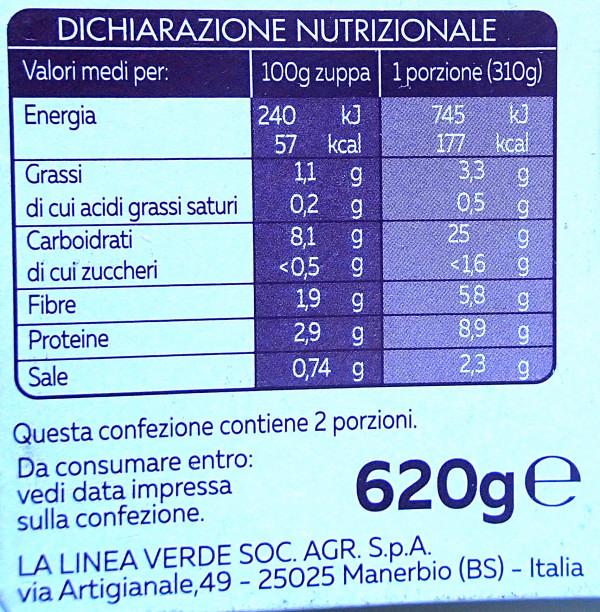 DICHIARAZIONE NUTRIZIONALE
Valori medi per: 100g zuppa 1 porzione (310g)
Energia 240 kJ 745 kJ
57 kcal 177 kcal
Grassi 1,1 g 3,3 g
di cui acidi grassi saturi 0,2 g 0,5 g
Carboidrati 8,1 g 25 g
di cui zuccheri <0,5 g <1,6 g
Fibre 1,9 g 5,8 g
Proteine 2,9 g 8,9 g
Sale 0,74 g 2,3 g
Questa confezione contiene 2 porzioni.
Da consumare entro:
vedi data impressa
sulla confezione.
620g e
LA LINEA VERDE SOC. AGR. S.p.A.
via Artigianale,49 - 25025 Manerbio (BS) - Italia